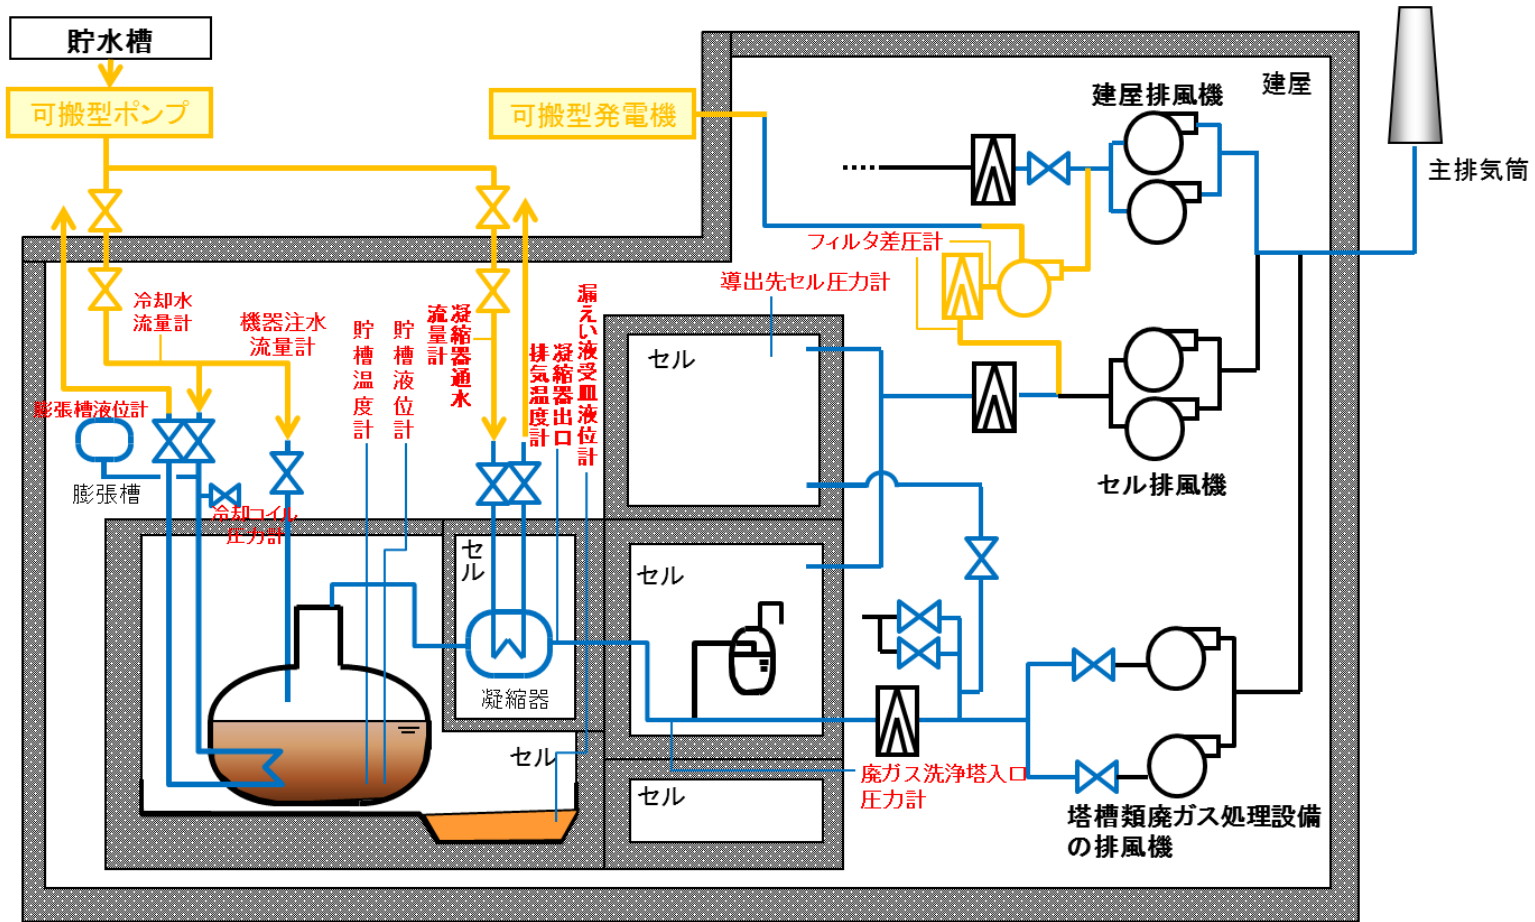 貯水槽
可搬型ポンプ
可搬型発電機
建屋
建屋排風機
主排気筒
フィルタ差圧計
導出先セル圧力計
冷却水
流量計
機器注水
流量計
貯槽温度計
貯槽液位計
凝縮器通水
流量計
凝縮器出口
排気温度計
漏えい液受皿液位計
膨張槽液位計
膨張槽
冷却コイル
圧力計
セル
セル
セル
セル
セル
セル排風機
凝縮器
廃ガス洗浄塔入口
圧力計
塔槽類廃ガス処理設備
の排風機